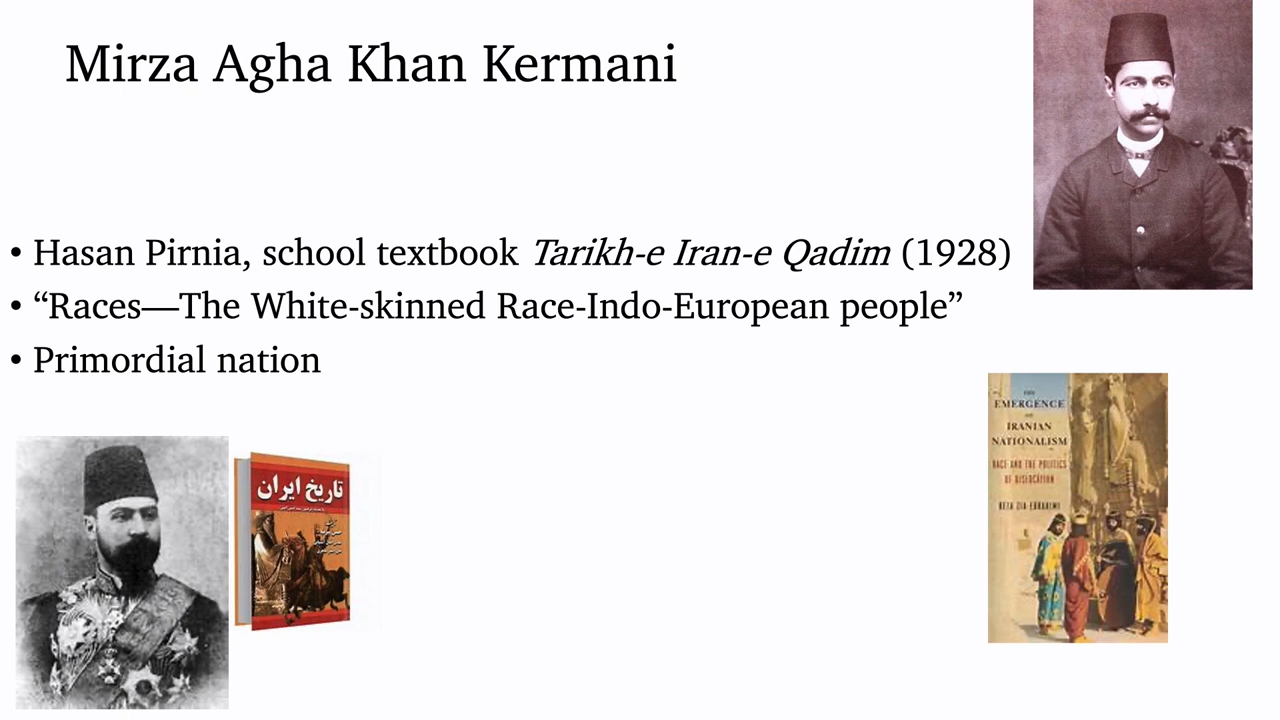 Mirza Agha Khan Kermani
• Hasan Pirnia, school textbook Tarikh-e Iran-e Qadim (1928)
• “Races—The White-skinned Race-Indo-European people”
• Primordial nation
THE
EMERGENCE
OF
IRANIAN
NATIONALISM
RACE AND THE POLITICS
OF DISLOCATION
REZA ZIA-EBRAHIMI
تاریخ ایران